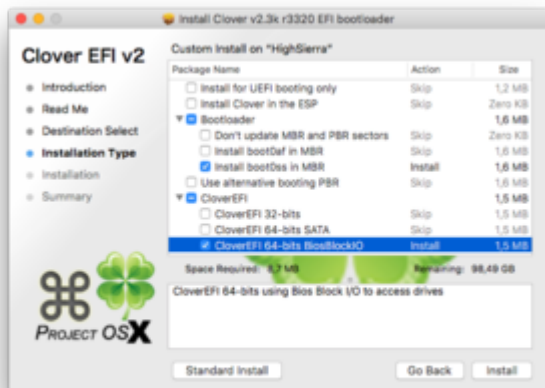 Install Clover v2.3k r3320 EFI bootloader
Clover EFI v2
Introduction
Read Me
Destination Select
Installation Type
Installation
Summary
PROJECT OSX
Custom Install on "HighSierra"
Package Name Action Size
Install for UEFI booting only Skip 1,2 MB
Install Clover in the ESP Skip Zero KB
Bootloader 1,6 MB
Don't update MBR and PBR sectors Skip Zero KB
Install boot0af in MBR Skip 1,6 MB
Install boot0ss in MBR Install 1,6 MB
Use alternative booting PBR Skip 1,6 MB
CloverEFI 1,5 MB
CloverEFI 32-bits Skip 1,5 MB
CloverEFI 64-bits SATA Skip 1,5 MB
CloverEFI 64-bits BiosBlockIO Install 1,5 MB
Space Required: 8,7 MB Remaining: 98,49 GB
CloverEFI 64-bits using Bios Block I/O to access drives
Standard Install Go Back Install